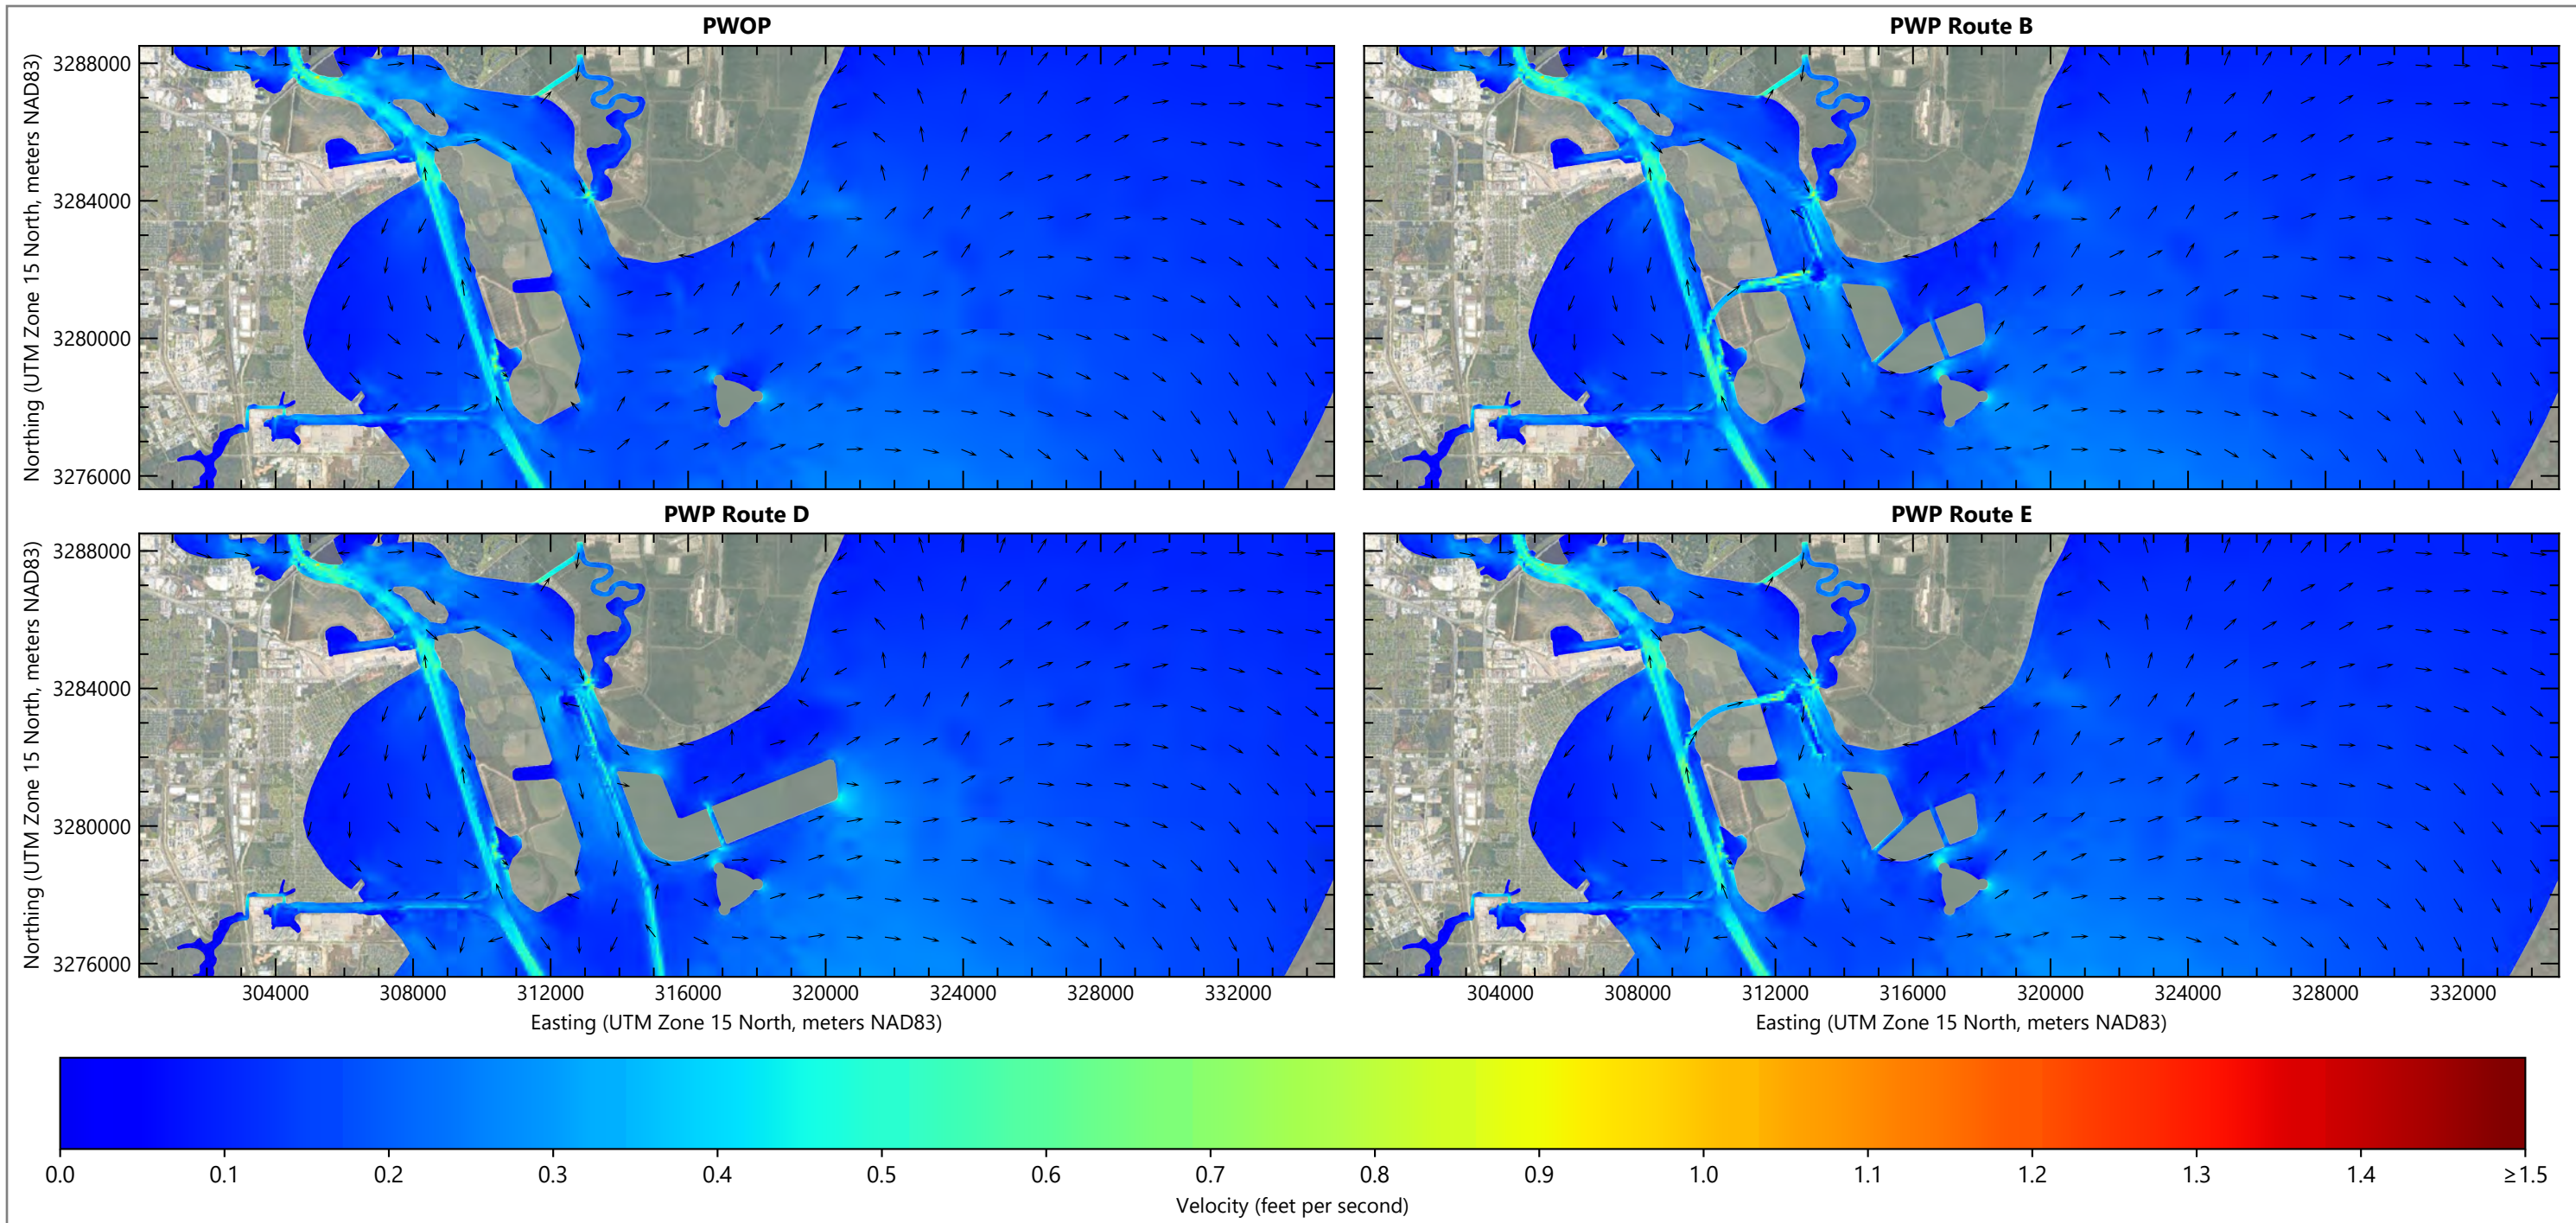 PWOP
PWP Route B
Northing (UTM Zone 15 North, meters NAD83)
3288000
3284000
3280000
3276000
PWP Route D
PWP Route E
Northing (UTM Zone 15 North, meters NAD83)
3288000
3284000
3280000
3276000
304000 308000 312000 316000 320000 324000 328000 332000
304000 308000 312000 316000 320000 324000 328000 332000
Easting (UTM Zone 15 North, meters NAD83)
Easting (UTM Zone 15 North, meters NAD83)
0.0 0.1 0.2 0.3 0.4 0.5 0.6 0.7 0.8 0.9 1.0 1.1 1.2 1.3 1.4 ≥1.5
Velocity (feet per second)